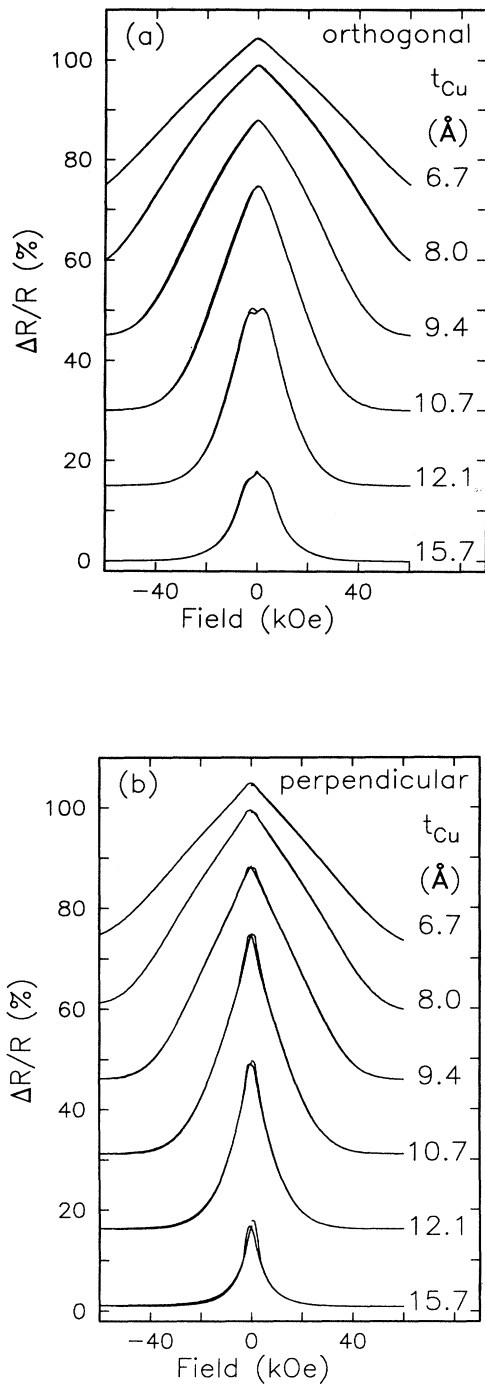 (a) orthogonal
t_Cu
(Å)
100
80
60
40
20
0
ΔR/R (%)
6.7
8.0
9.4
10.7
12.1
15.7
−40 0 40
Field (kOe)
(b) perpendicular
t_Cu
(Å)
100
80
60
40
20
0
ΔR/R (%)
6.7
8.0
9.4
10.7
12.1
15.7
−40 0 40
Field (kOe)